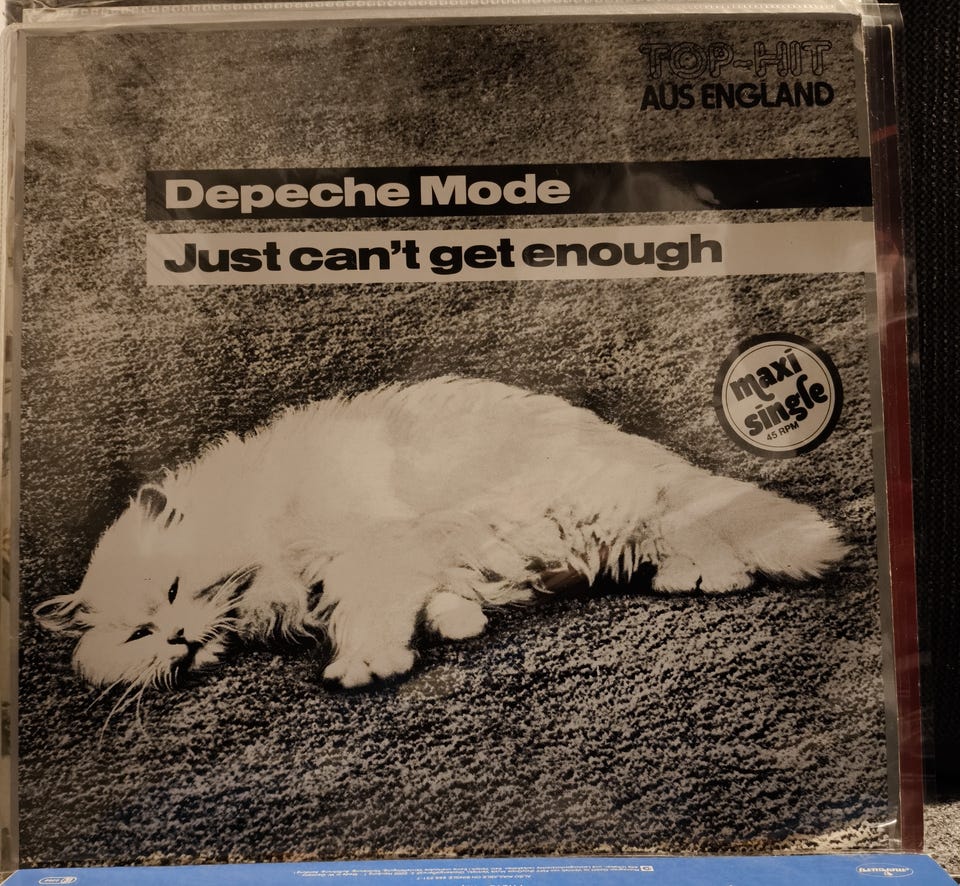 TOP-HIT
AUS ENGLAND
Depeche Mode
Just can't get enough
maxi
single
45 RPM